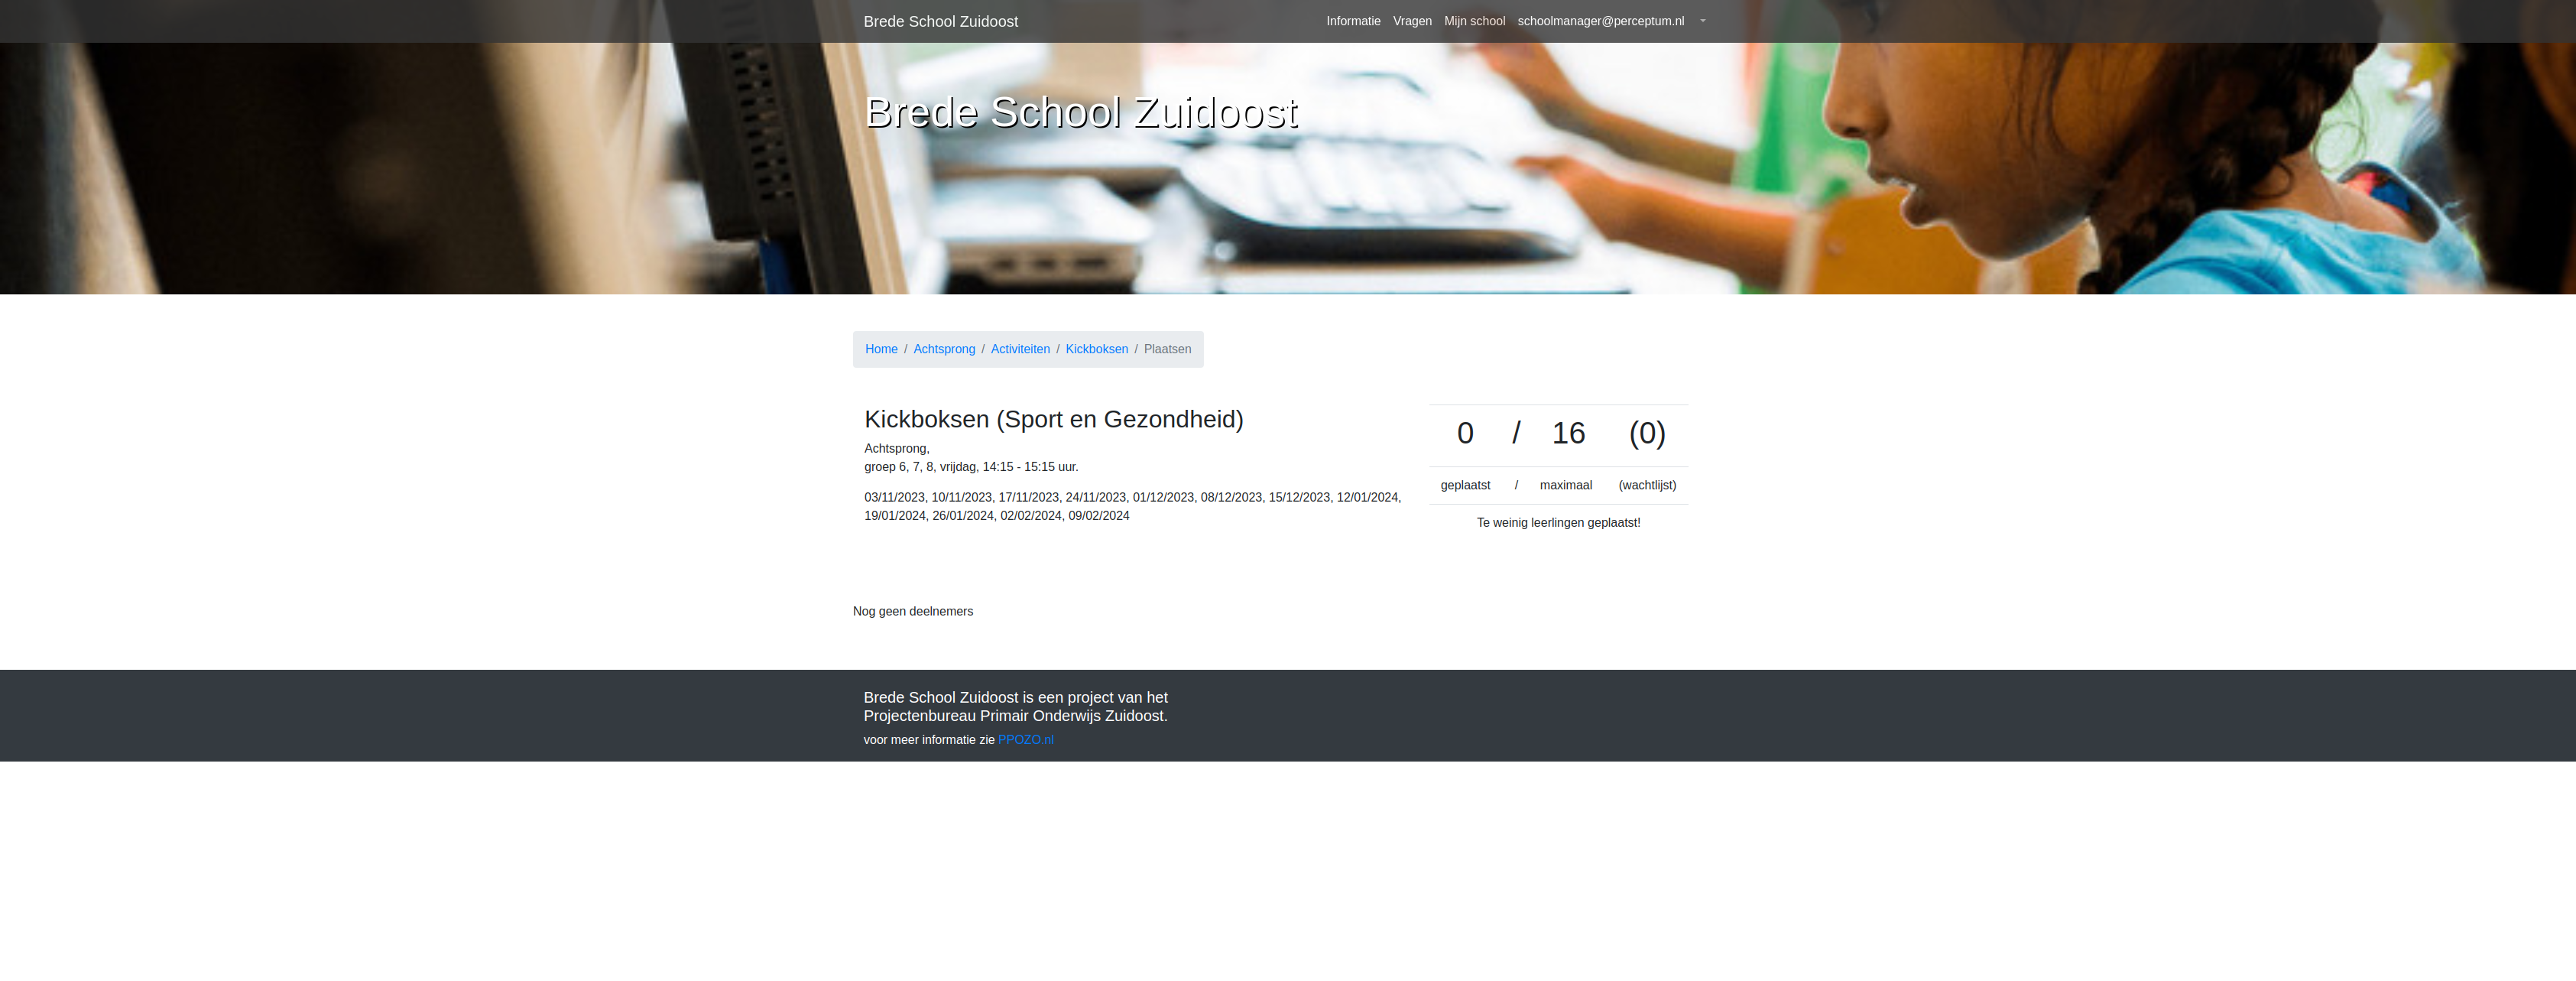 Brede School Zuidoost
Informatie Vragen Mijn school schoolmanager@perceptum.nl
Brede School Zuidoost
Home / Achtsprong / Activiteiten / Kickboksen / Plaatsen
Kickboksen (Sport en Gezondheid)
Achtsprong,
groep 6, 7, 8, vrijdag, 14:15 - 15:15 uur.
03/11/2023, 10/11/2023, 17/11/2023, 24/11/2023, 01/12/2023, 08/12/2023, 15/12/2023, 12/01/2024,
19/01/2024, 26/01/2024, 02/02/2024, 09/02/2024
0 / 16 (0)
geplaatst / maximaal (wachtlijst)
Te weinig leerlingen geplaatst!
Nog geen deelnemers
Brede School Zuidoost is een project van het
Projectenbureau Primair Onderwijs Zuidoost.
voor meer informatie zie PPOZO.nl